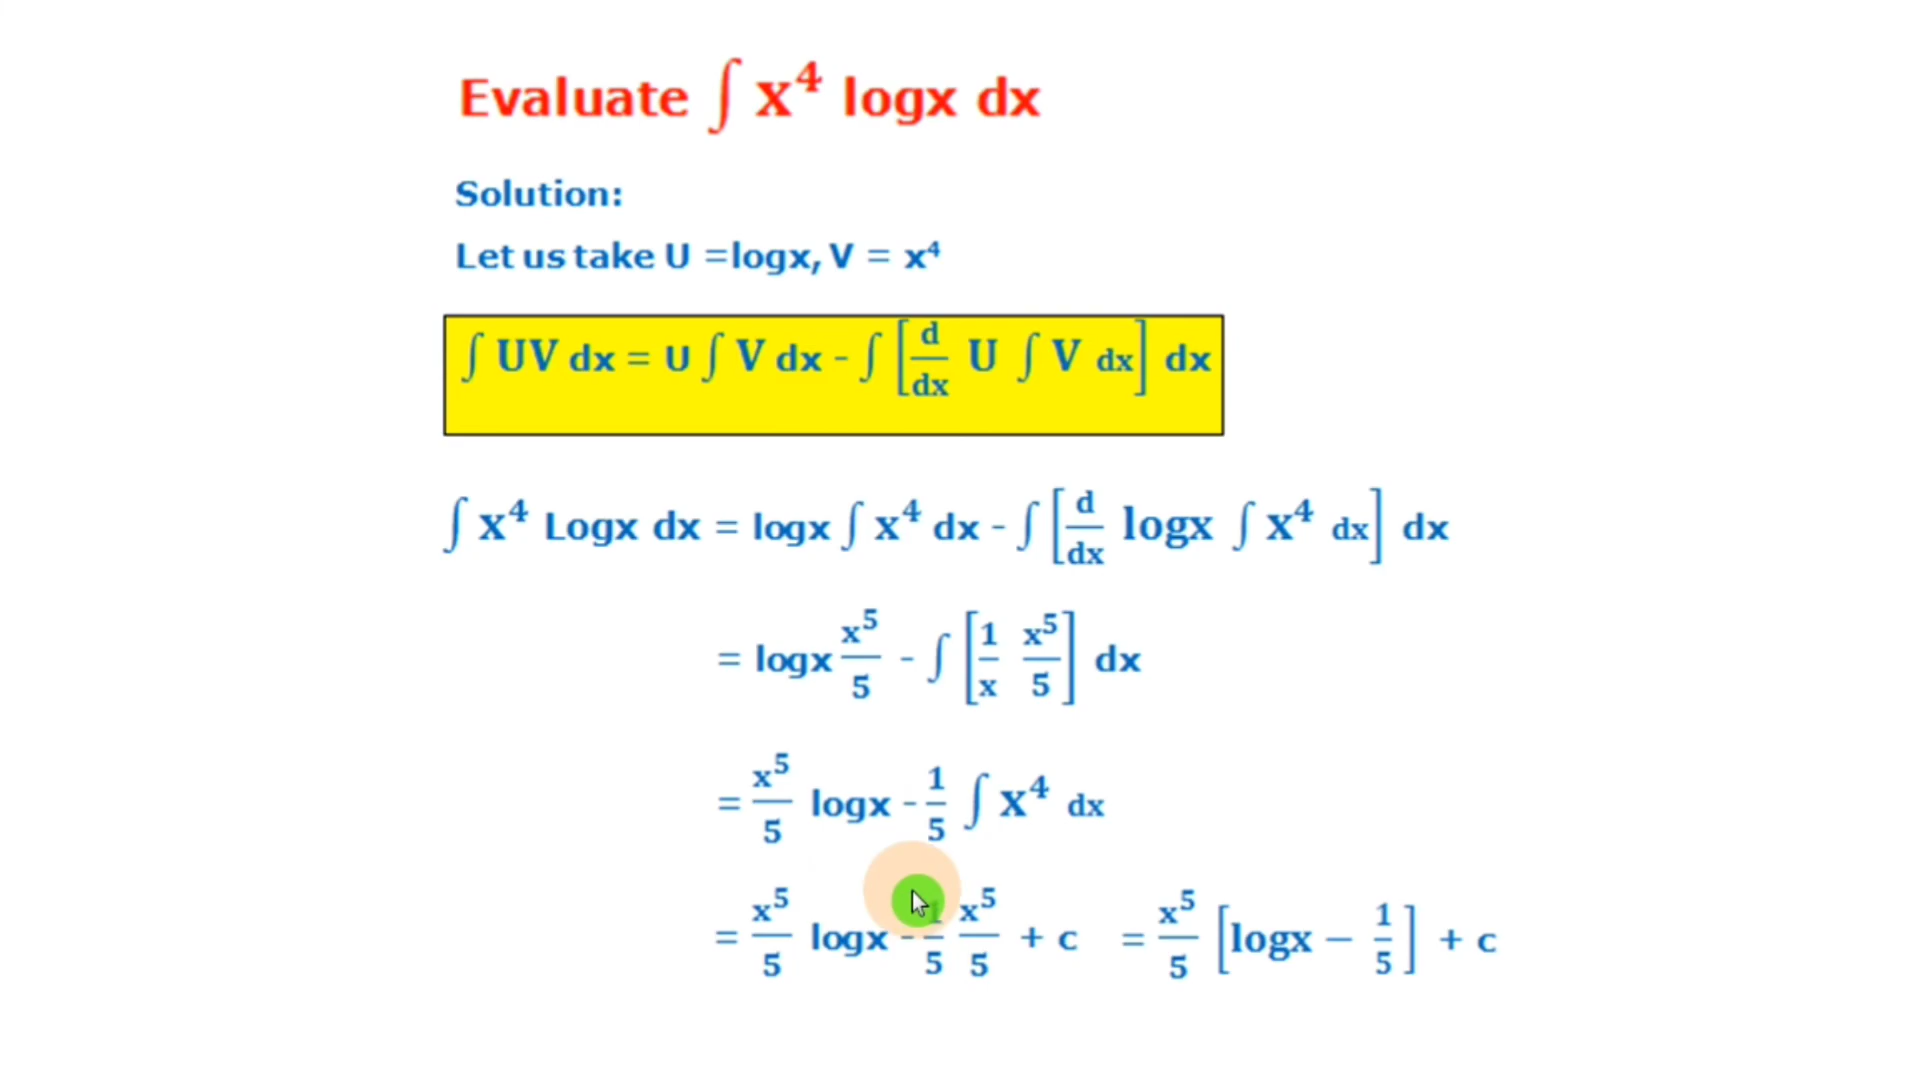 Evaluate ∫ x⁴ logx dx
Solution:
Let us take U =logx, V = x⁴
∫ UV dx = U ∫ V dx - ∫ [d/dx U ∫ V dx] dx
∫ x⁴ Logx dx = logx ∫ x⁴ dx - ∫ [d/dx logx ∫ x⁴ dx] dx
= logx x⁵/5 - ∫ [1/x x⁵/5] dx
= x⁵/5 logx - 1/5 ∫ x⁴ dx
= x⁵/5 logx - 1/5 x⁵/5 + c = x⁵/5 [logx − 1/5] + c